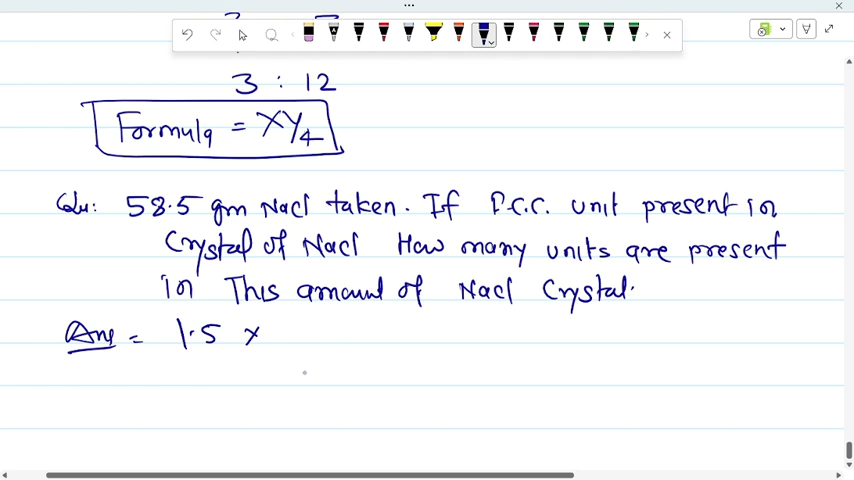 3 : 12
Formula = XY4
Qu: 58.5 gm Nacl taken. If F.C.C. unit present in
Crystal of Nacl How many units are present
in This amount of Nacl Crystal.
Ans = 1.5 x